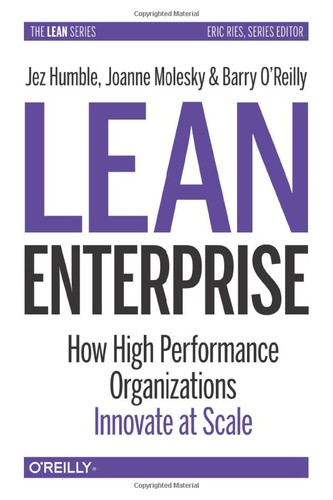 Copyrighted Material
THE LEAN SERIES ERIC RIES, SERIES EDITOR
Jez Humble, Joanne Molesky & Barry O'Reilly
LEAN
ENTERPRISE
How High Performance
Organizations
Innovate at Scale
O'REILLY®
Copyrighted Material